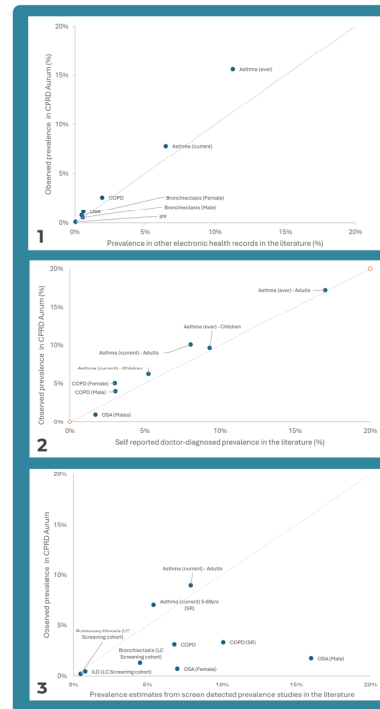 20%
15%
10%
5%
0%
Observed prevalence in CPRD Aurum (%)
Asthma (ever)
Asthma (current)
COPD
Bronchiectasis (Female)
Bronchiectasis (Male)
IPF
0%
5%
10%
15%
20%
Prevalence in other electronic health records in the literature (%)
1
20%
15%
10%
5%
0%
Observed prevalence in CPRD Aurum (%)
Asthma (ever) - Adults
Asthma (ever) - Children
Asthma (current) - Adults
Asthma (current) - Children
COPD (Female)
COPD (Male)
OSA (Males)
0%
5%
10%
15%
20%
Self reported doctor-diagnosed prevalence in the literature (%)
2
20%
15%
10%
5%
0%
Observed prevalence in CPRD Aurum
Asthma (current) - Adults
Asthma (current) 5-69yrs
(SR)
Pulmonary fibrosis (LC
Screening cohort)
Bronchiectasis (LC
Screening cohort)
ILD (LC Screening cohort)
COPD
COPD (SR)
OSA (Female)
OSA (Male)
0%
5%
10%
15%
20%
Prevalence estimates from screen detected prevalence studies in the literature
3